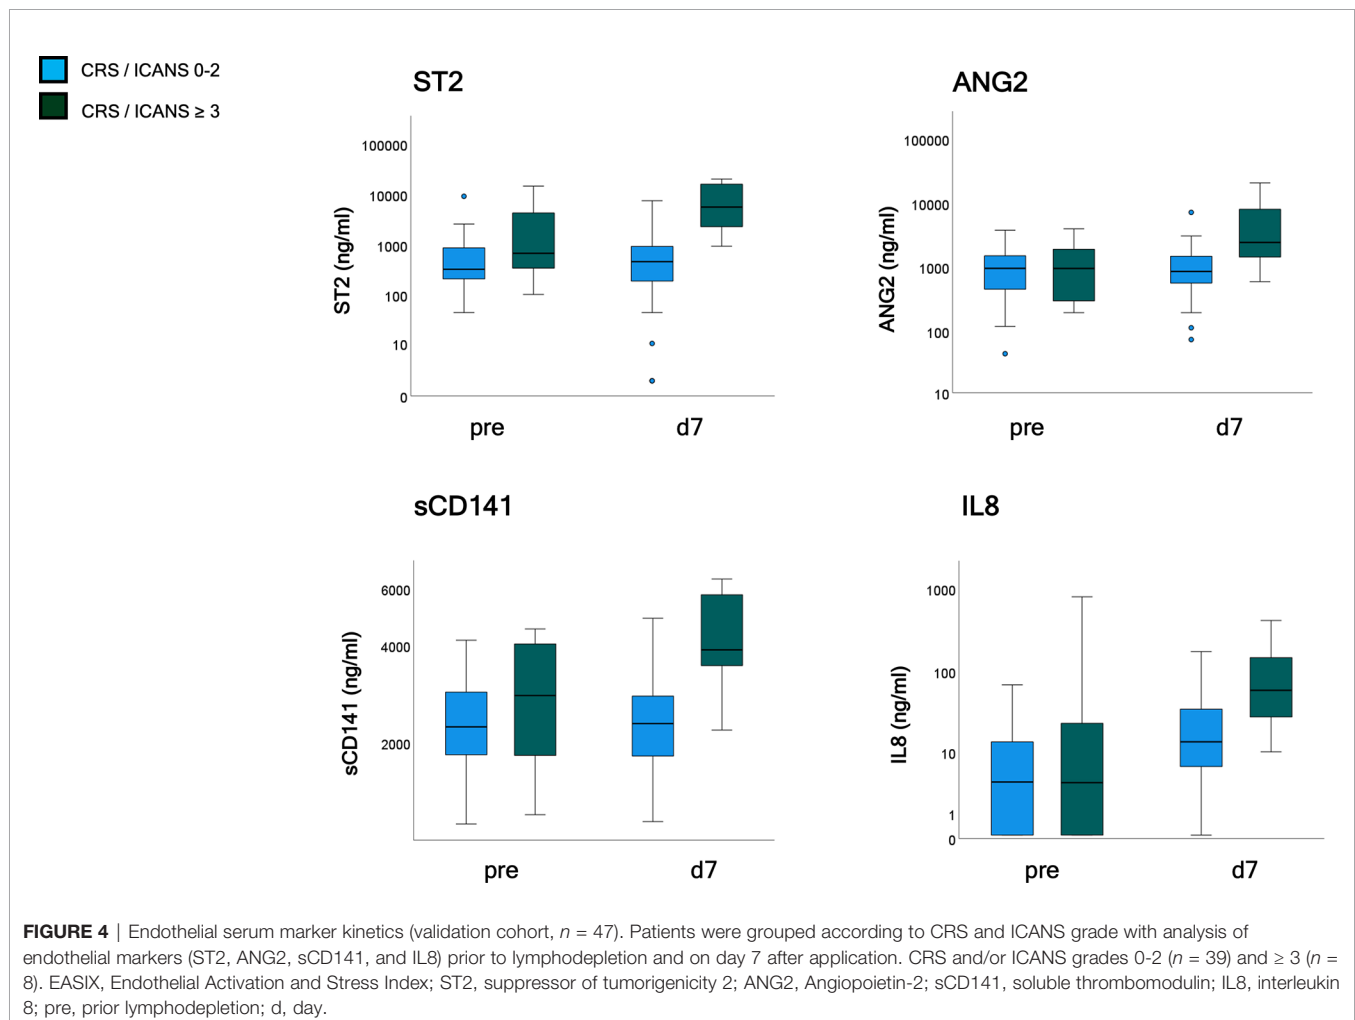 CRS / ICANS 0-2
CRS / ICANS ≥ 3
ST2
ST2 (ng/ml)
100000
10000
1000
100
10
0
pre
d7
ANG2
ANG2 (ng/ml)
100000
10000
1000
100
10
pre
d7
sCD141
sCD141 (ng/ml)
6000
4000
2000
pre
d7
IL8
IL8 (ng/ml)
1000
100
10
1
0
pre
d7
FIGURE 4 | Endothelial serum marker kinetics (validation cohort, n = 47). Patients were grouped according to CRS and ICANS grade with analysis of
endothelial markers (ST2, ANG2, sCD141, and IL8) prior to lymphodepletion and on day 7 after application. CRS and/or ICANS grades 0-2 (n = 39) and ≥ 3 (n =
8). EASIX, Endothelial Activation and Stress Index; ST2, suppressor of tumorigenicity 2; ANG2, Angiopoietin-2; sCD141, soluble thrombomodulin; IL8, interleukin
8; pre, prior lymphodepletion; d, day.